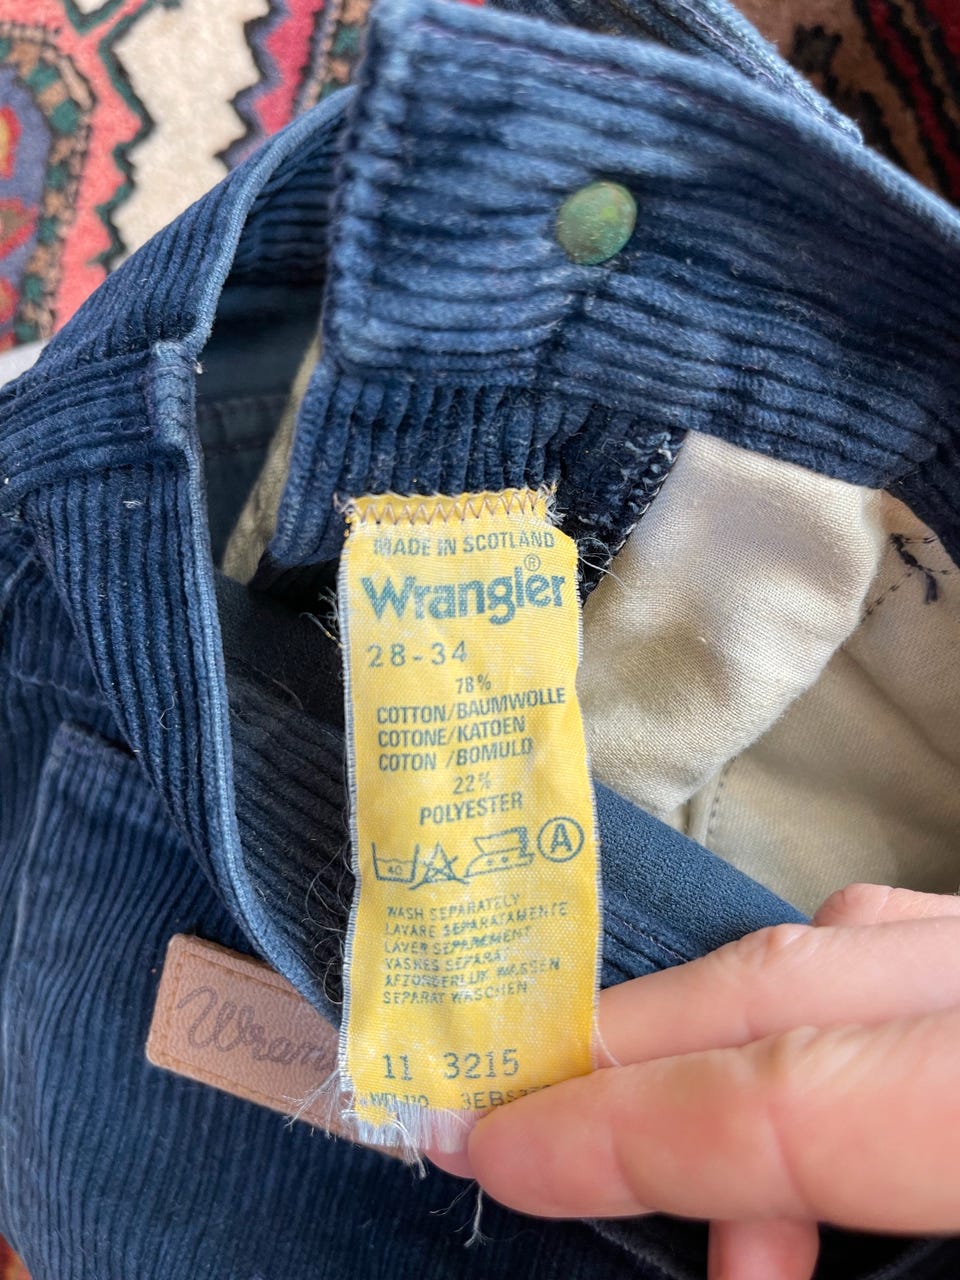 MADE IN SCOTLAND
Wrangler®
28-34
78%
COTTON/BAUMWOLLE
COTONE/KATOEN
COTON /BOMULD
22%
POLYESTER
40 A
WASH SEPARATELY
LAVARE SEPARATAMENTE
LAVER SEPAREMENT
VASKES SEPARAT
AFZONDERLIJK WASSEN
SEPARAT WASCHEN
11 3215